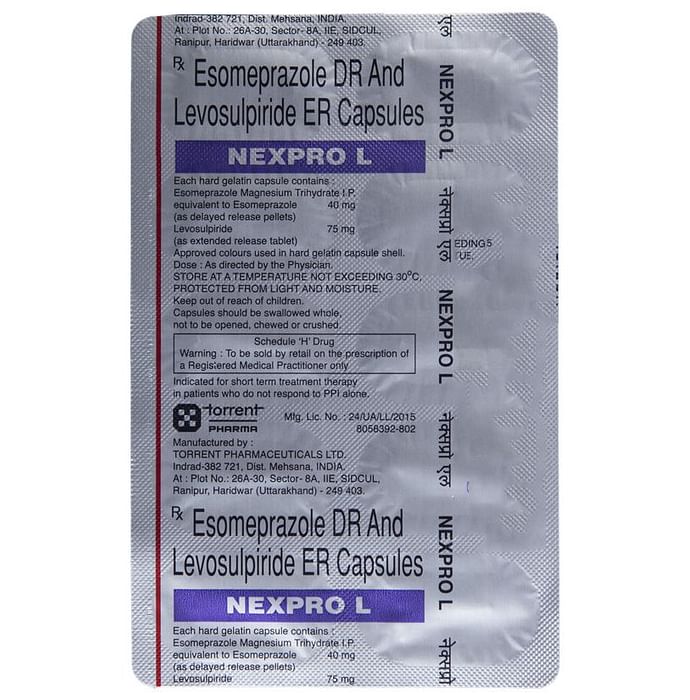 Indrad-382 721, Dist. Mehsana, INDIA.
At : Plot No.: 26A-30, Sector- 8A, IIE, SIDCUL,
Ranipur, Haridwar (Uttarakhand) - 249 403.
Rx Esomeprazole DR And
Levosulpiride ER Capsules
NEXPRO L
Each hard gelatin capsule contains :
Esomeprazole Magnesium Trihydrate I.P.
equivalent to Esomeprazole 40 mg
(as delayed release pellets)
Levosulpiride 75 mg
(as extended release tablet)
Approved colours used in hard gelatin capsule shell.
Dose : As directed by the Physician.
STORE AT A TEMPERATURE NOT EXCEEDING 30°C,
PROTECTED FROM LIGHT AND MOISTURE.
Keep out of reach of children.
Capsules should be swallowed whole,
not to be opened, chewed or crushed.
Schedule 'H' Drug
Warning : To be sold by retail on the prescription of
a Registered Medical Practitioner only
Indicated for short term treatment therapy
in patients who do not respond to PPI alone.
torrent
PHARMA
Mfg. Lic. No. : 24/UA/LL/2015
8058392-802
Manufactured by :
TORRENT PHARMACEUTICALS LTD.
Indrad-382 721, Dist. Mehsana, INDIA.
At : Plot No.: 26A-30, Sector- 8A, IIE, SIDCUL,
Ranipur, Haridwar (Uttarakhand) - 249 403.
Rx Esomeprazole DR And
Levosulpiride ER Capsules
NEXPRO L
Each hard gelatin capsule contains :
Esomeprazole Magnesium Trihydrate I.P.
equivalent to Esomeprazole 40 mg
(as delayed release pellets)
Levosulpiride 75 mg
एल
NEXPRO L
नेक्सप्रो एल
NEXPRO L
नेक्सप्रो एल
NEXPRO L
नेक्सप्रो
EDING 5
UE.